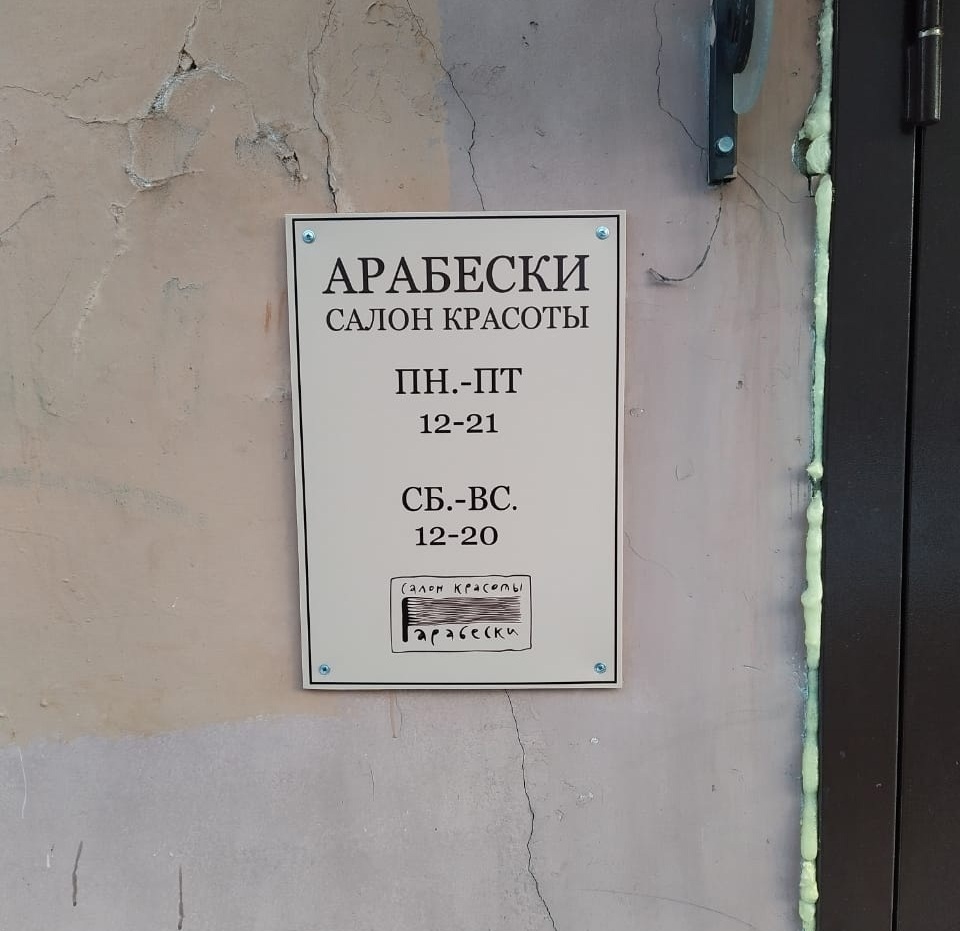 АРАБЕСКИ
САЛОН КРАСОТЫ
ПН.-ПТ
12-21
СБ.-ВС.
12-20
салон красоты
арабески